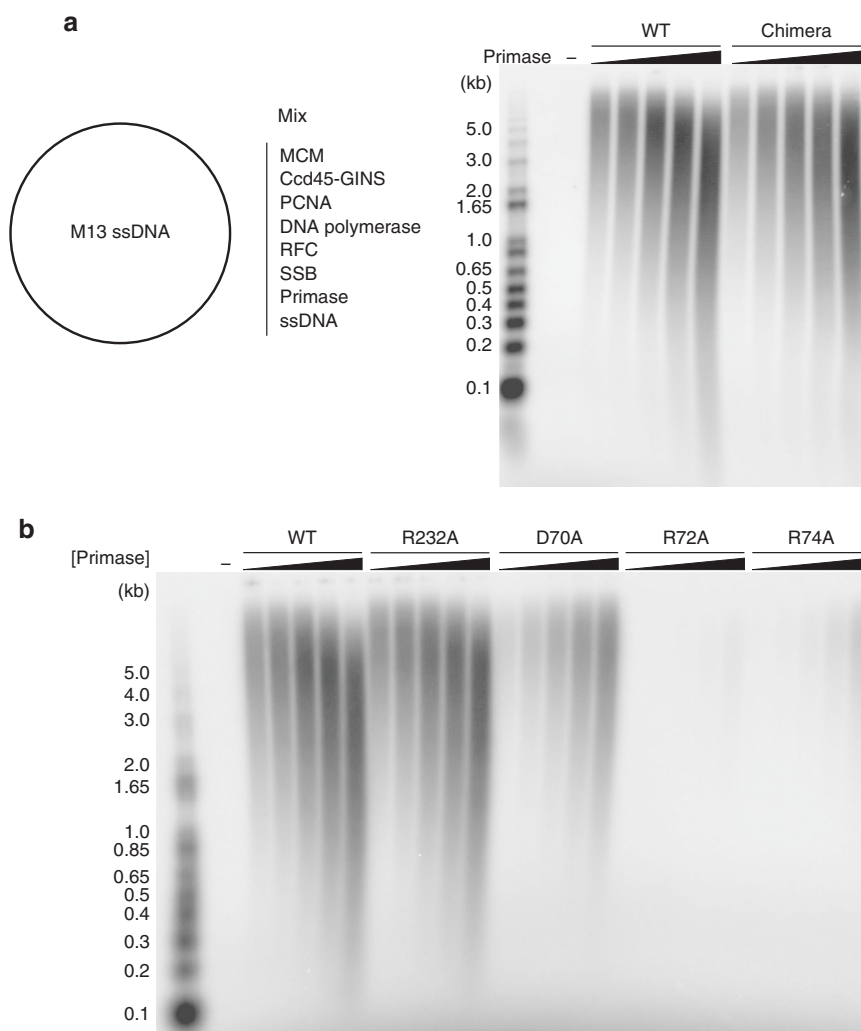 a
M13 ssDNA
Mix
MCM
Ccd45-GINS
PCNA
DNA polymerase
RFC
SSB
Primase
ssDNA
WT Chimera
Primase –
(kb)
5.0
3.0
2.0
1.65
1.0
0.65
0.5
0.4
0.3
0.2
0.1
b
WT R232A D70A R72A R74A
[Primase] –
(kb)
5.0
4.0
3.0
2.0
1.65
1.0
0.85
0.65
0.5
0.4
0.3
0.2
0.1